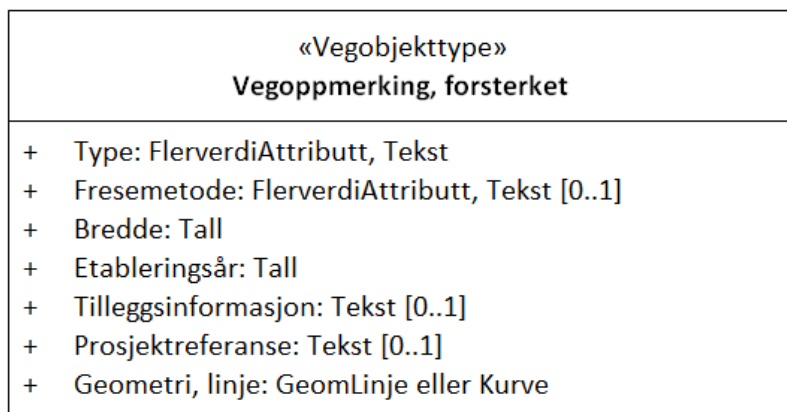 «Vegobjekttype»
Vegoppmerking, forsterket
+ Type: FlerverdiAttributt, Tekst
+ Fresemetode: FlerverdiAttributt, Tekst [0..1]
+ Bredde: Tall
+ Etableringsår: Tall
+ Tilleggsinformasjon: Tekst [0..1]
+ Prosjektreferanse: Tekst [0..1]
+ Geometri, linje: GeomLinje eller Kurve